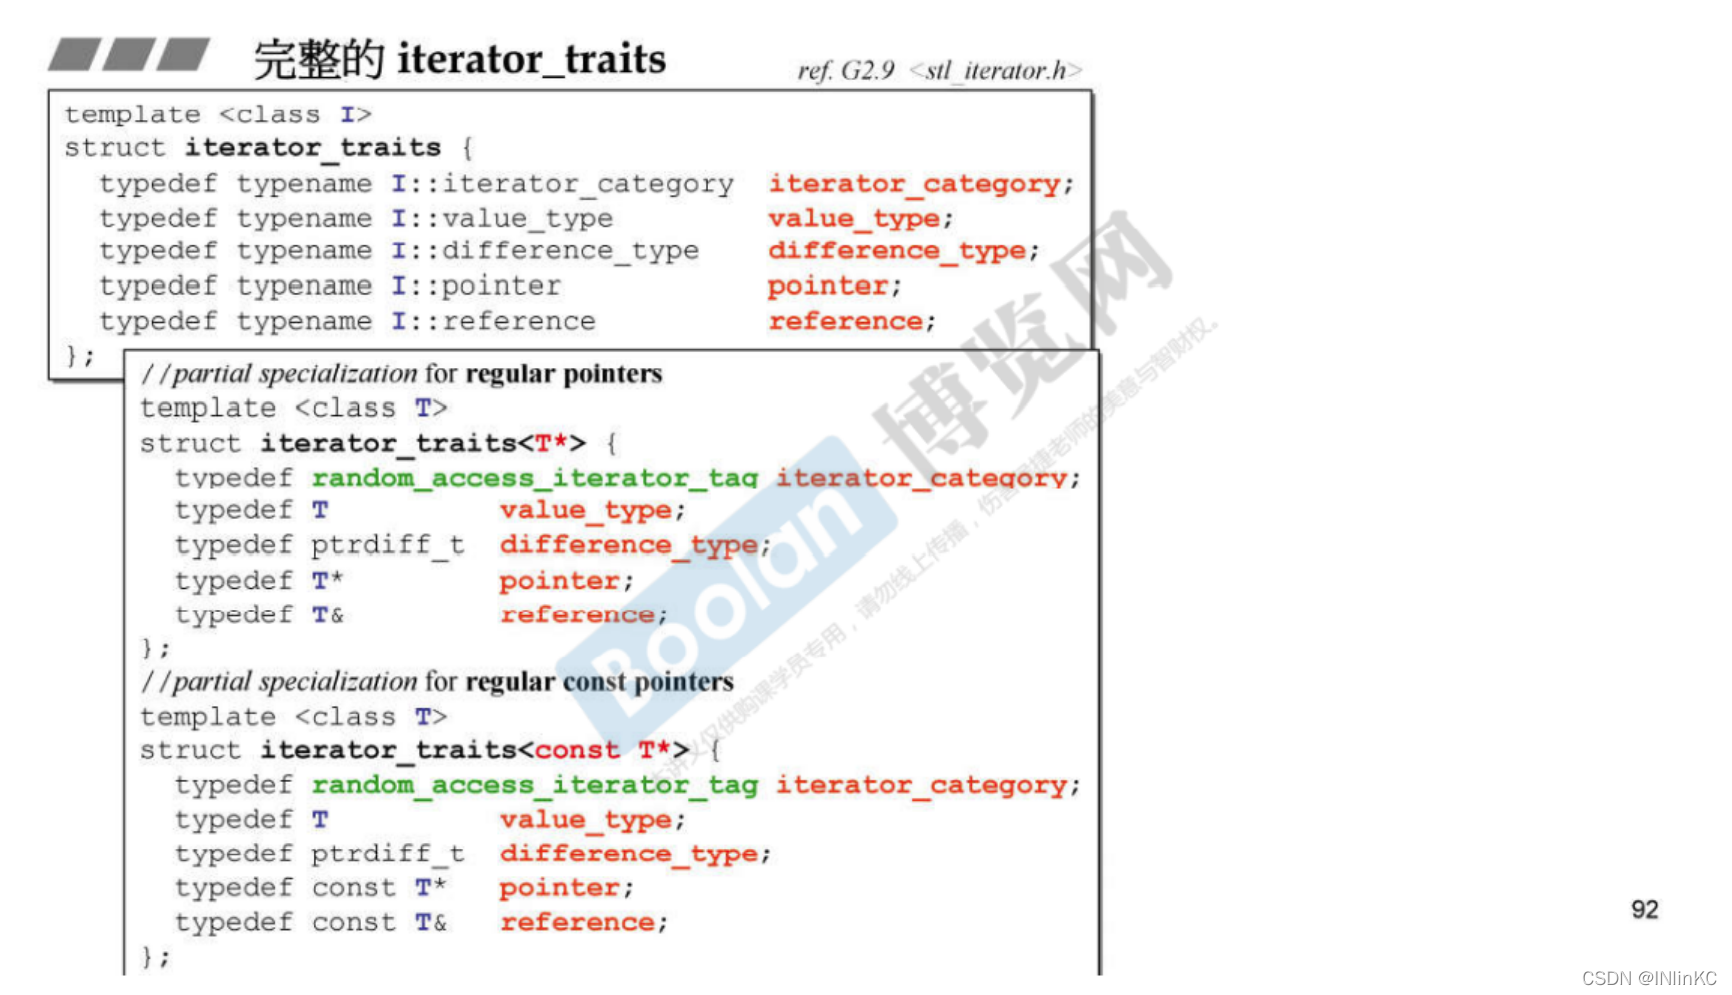 完整的 iterator_traits
ref. G2.9 <stl_iterator.h>
template <class I>
struct iterator_traits {
typedef typename I::iterator_category iterator_category;
typedef typename I::value_type value_type;
typedef typename I::difference_type difference_type;
typedef typename I::pointer pointer;
typedef typename I::reference reference;
};
//partial specialization for regular pointers
template <class T>
struct iterator_traits<T*> {
typedef random_access_iterator_tag iterator_category;
typedef T value_type;
typedef ptrdiff_t difference_type;
typedef T* pointer;
typedef T& reference;
};
//partial specialization for regular const pointers
template <class T>
struct iterator_traits<const T*> {
typedef random_access_iterator_tag iterator_category;
typedef T value_type;
typedef ptrdiff_t difference_type;
typedef const T* pointer;
typedef const T& reference;
};
Boolan 博览网
讲义仅供购课学员专用，请勿线上传播，伤害 捷老师的美意与智财权。
92
CSDN @INlinKC